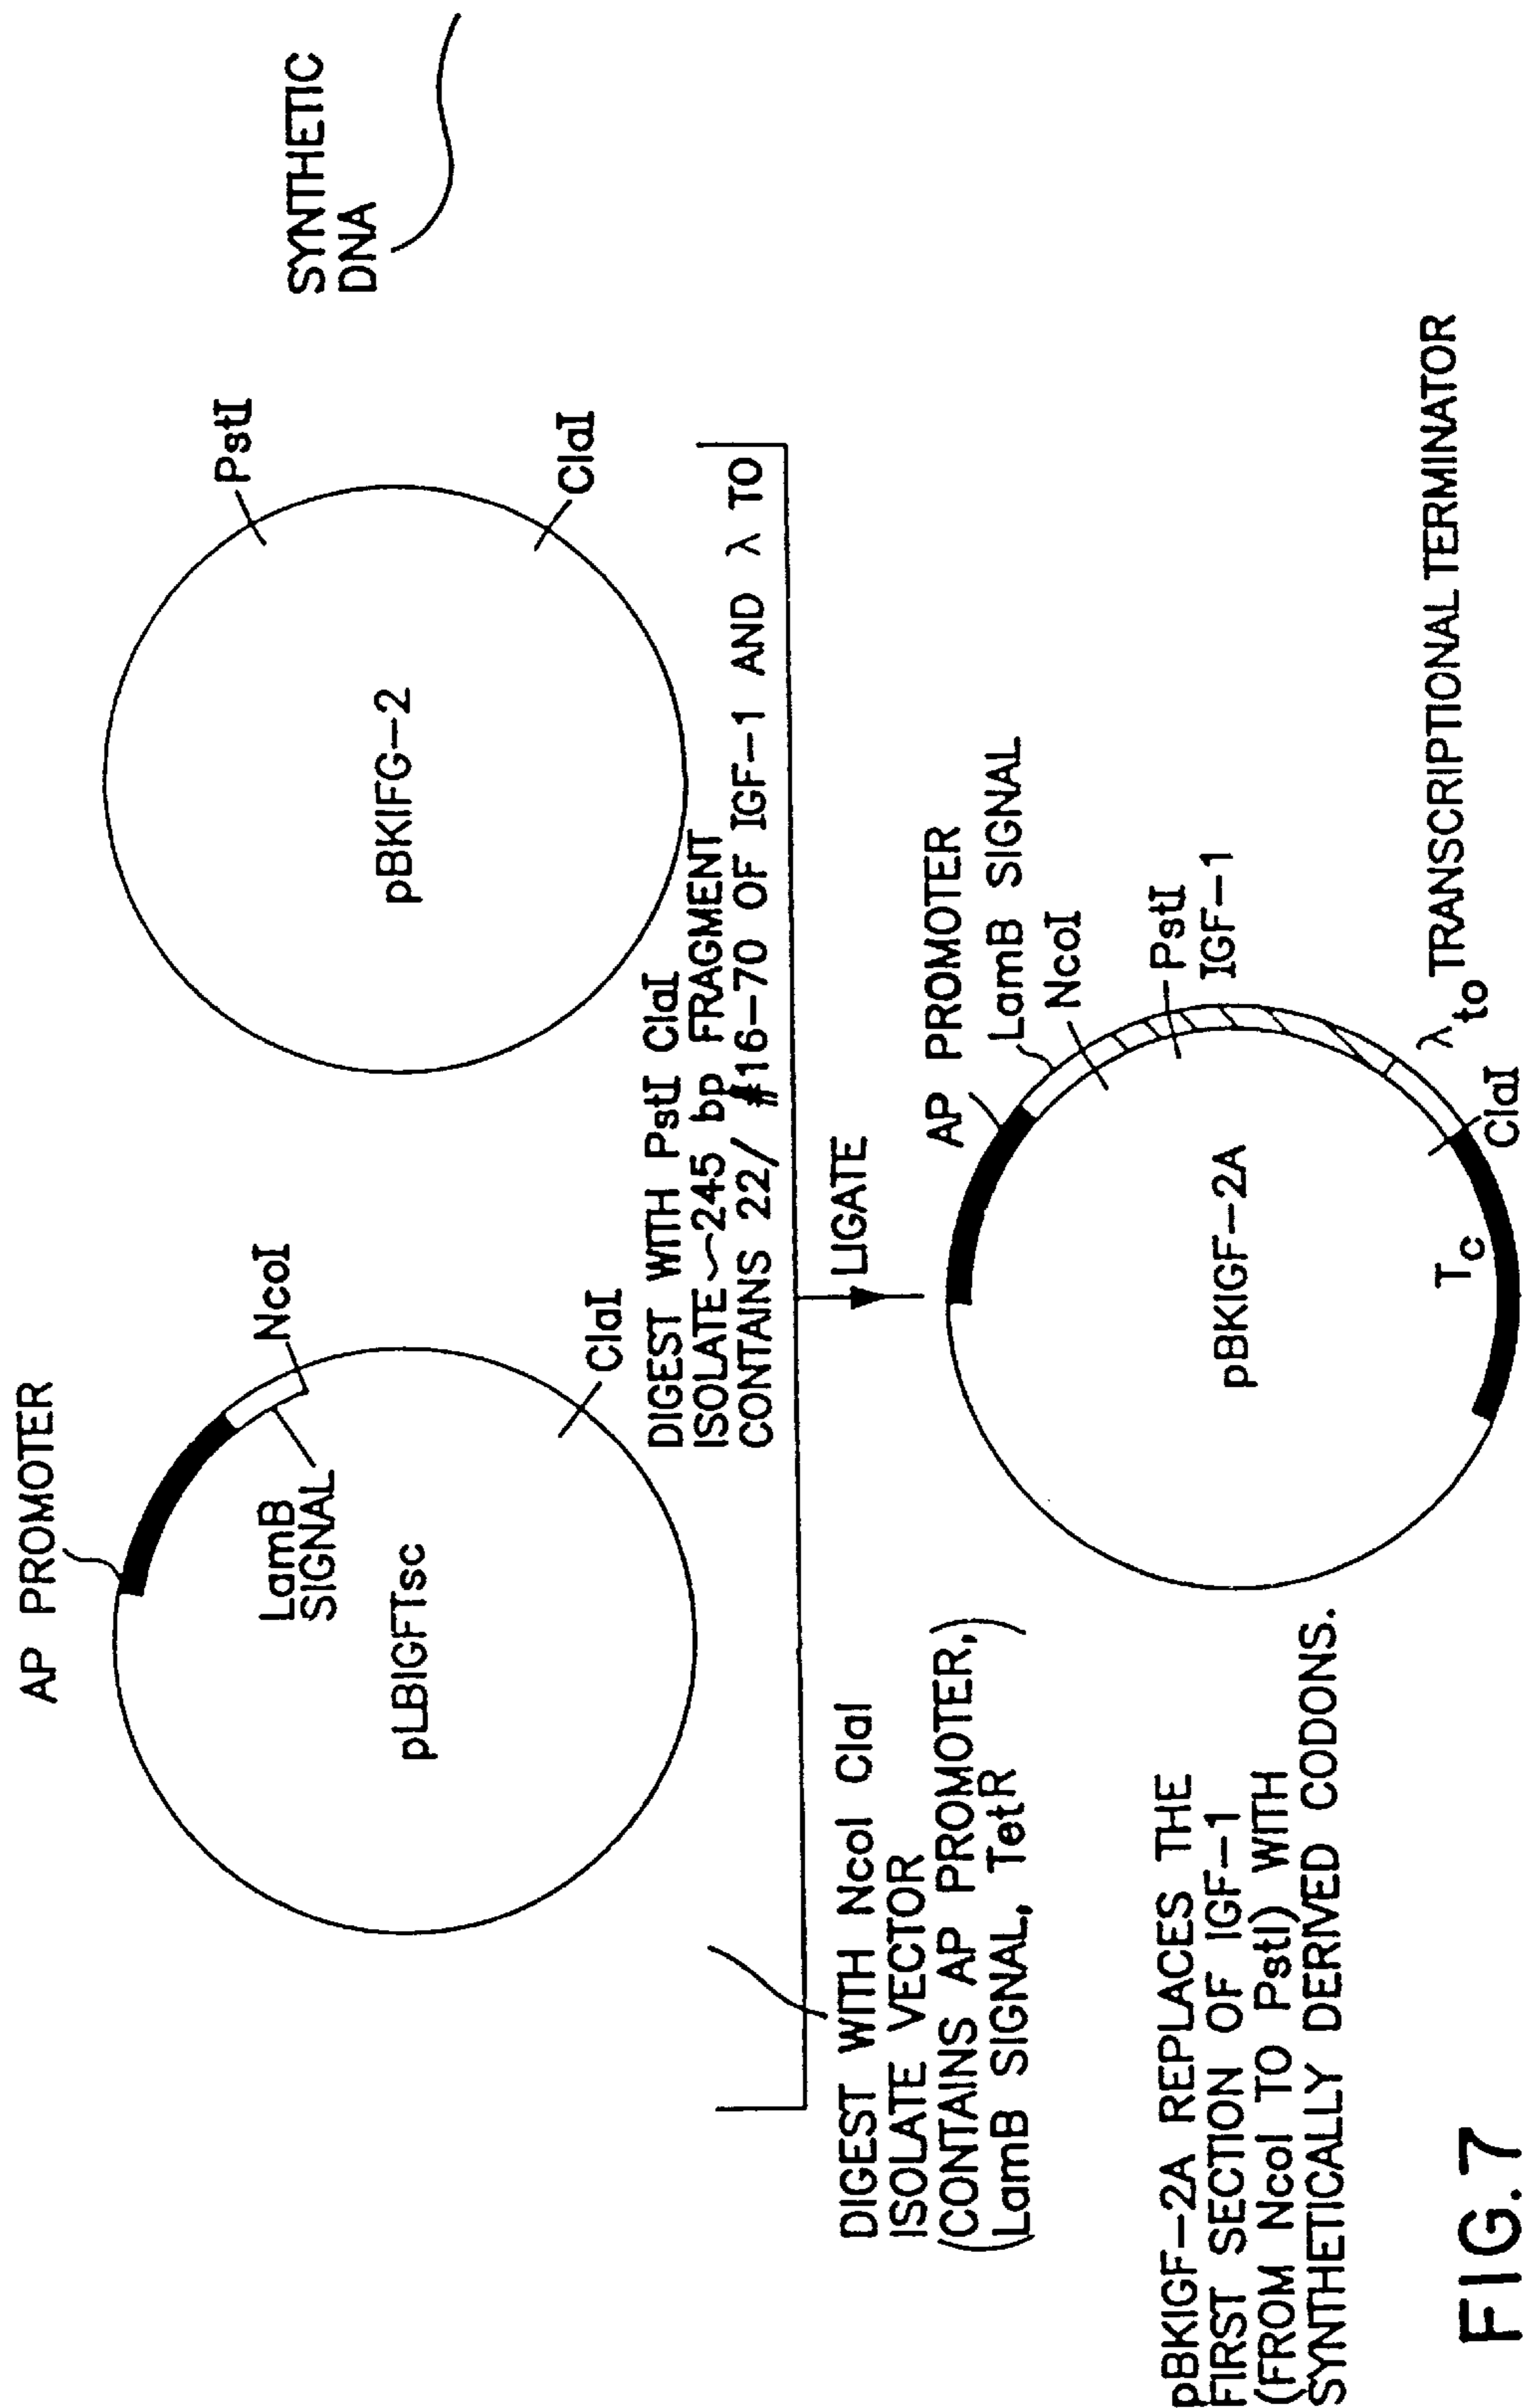 AP PROMOTER
LamB
SIGNAL
NcoI
pLBIGFTsc
ClaI
PstI
pBKIFG-2
ClaI
SYNTHETIC
DNA
DIGEST WITH PstI ClaI
ISOLATE ~245 bp FRAGMENT
CONTAINS 22/ #16-70 OF IGF-1 AND λ TO
DIGEST WITH NcoI ClaI
ISOLATE VECTOR
(CONTAINS AP PROMOTER,
LamB SIGNAL, TetR)
LIGATE
AP PROMOTER
LamB SIGNAL
NcoI
PstI
IGF-1
pBKIGF-2A
Tc
ClaI
λ to TRANSCRIPTIONAL TERMINATOR
pBKIGF-2A REPLACES THE
FIRST SECTION OF IGF-1
(FROM NcoI TO PstI) WITH
SYNTHETICALLY DERIVED CODONS.
FIG. 7